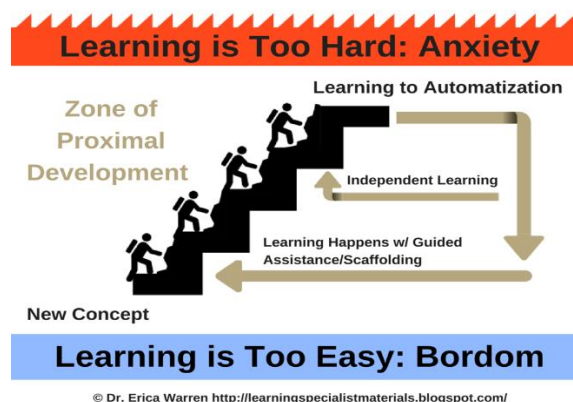 Learning is Too Hard: Anxiety
Learning to Automatization
Zone of
Proximal
Development
Independent Learning
Learning Happens w/ Guided
Assistance/Scaffolding
New Concept
Learning is Too Easy: Bordom
© Dr. Erica Warren http://learningspecialistmaterials.blogspot.com/